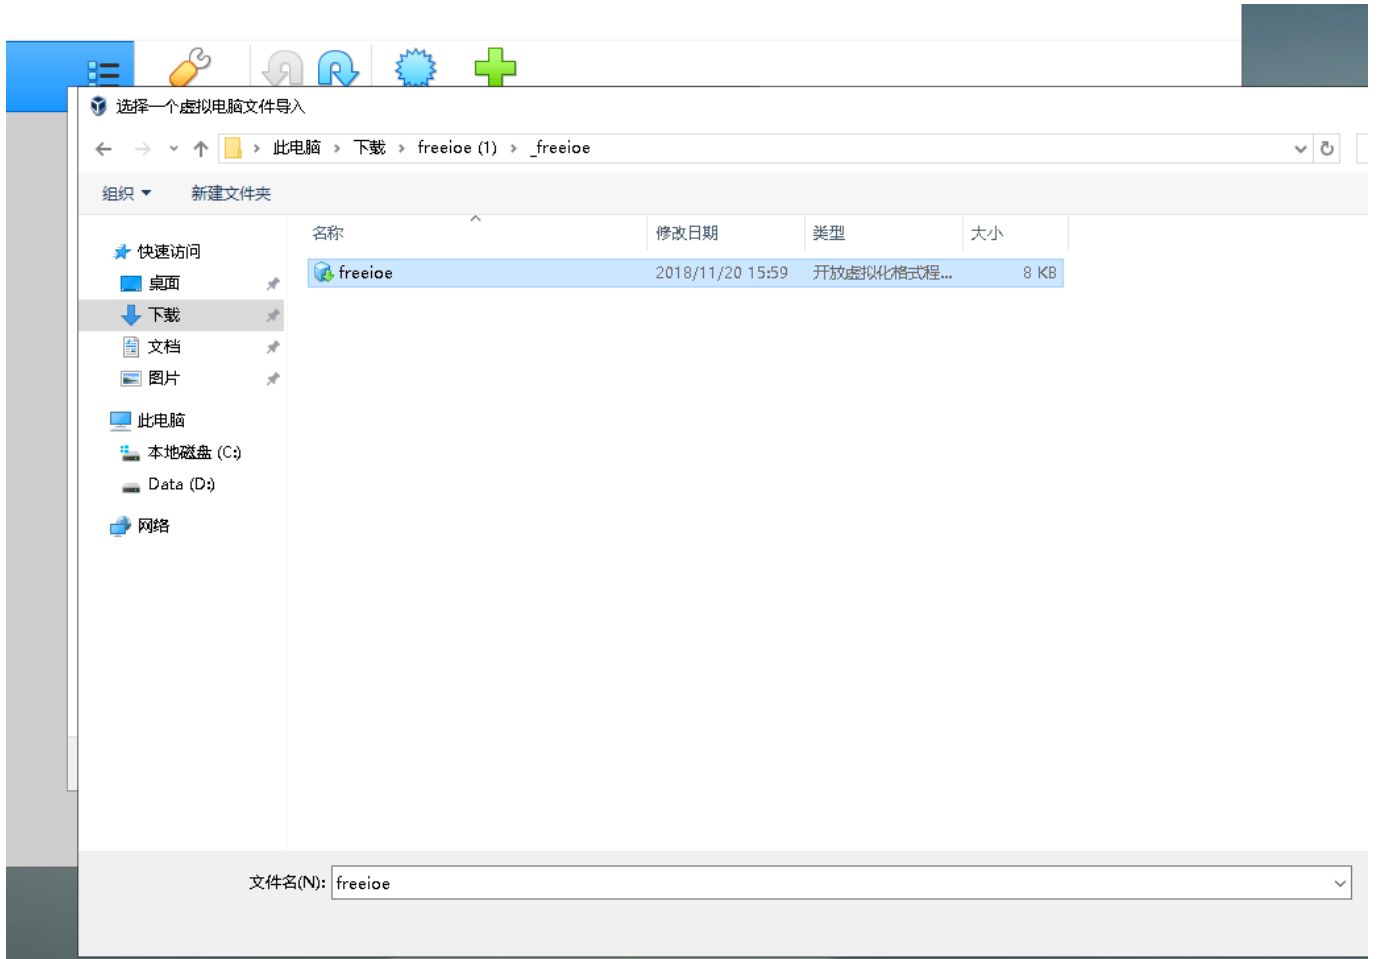 选择一个虚拟电脑文件导入
此电脑 › 下载 › freeioe (1) › _freeioe
组织 新建文件夹
名称 修改日期 类型 大小
freeioe 2018/11/20 15:59 开放虚拟化格式程... 8 KB
快速访问
桌面
下载
文档
图片
此电脑
本地磁盘 (C:)
Data (D:)
网络
文件名(N): freeioe